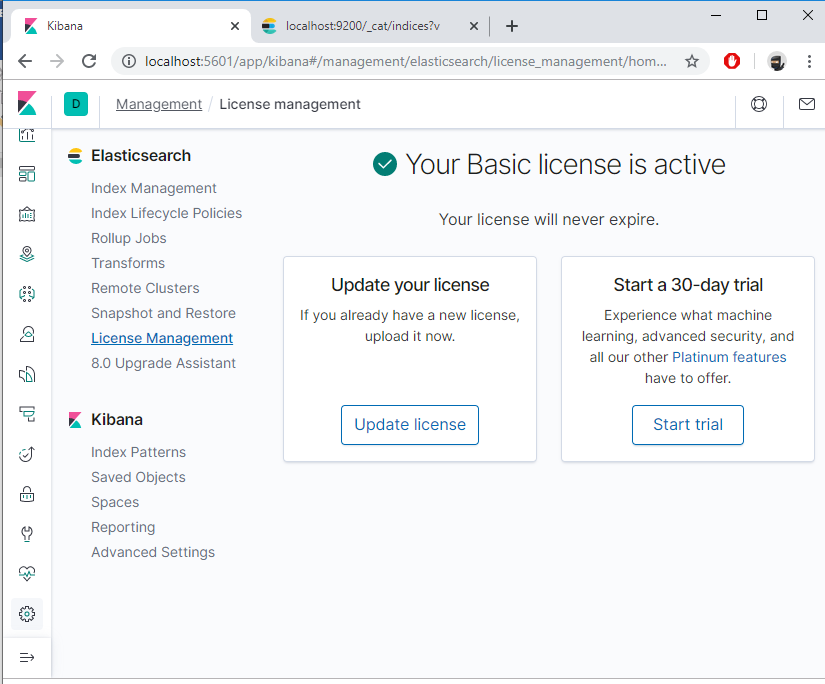 Kibana
localhost:9200/_cat/indices?v
localhost:5601/app/kibana#/management/elasticsearch/license_management/hom...
D
Management / License management
Elasticsearch
Index Management
Index Lifecycle Policies
Rollup Jobs
Transforms
Remote Clusters
Snapshot and Restore
License Management
8.0 Upgrade Assistant
Kibana
Index Patterns
Saved Objects
Spaces
Reporting
Advanced Settings
Your Basic license is active
Your license will never expire.
Update your license
If you already have a new license,
upload it now.
Update license
Start a 30-day trial
Experience what machine
learning, advanced security, and
all our other Platinum features
have to offer.
Start trial